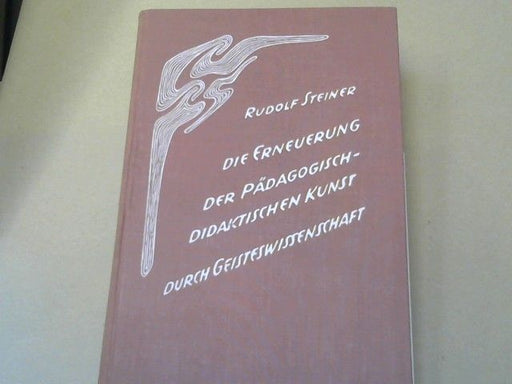 RUDOLF STEINER
DIE ERNEUERUNG
DER PÄDAGOGISCH-
DIDAKTISCHEN KUNST
DURCH GEISTESWISSENSCHAFT